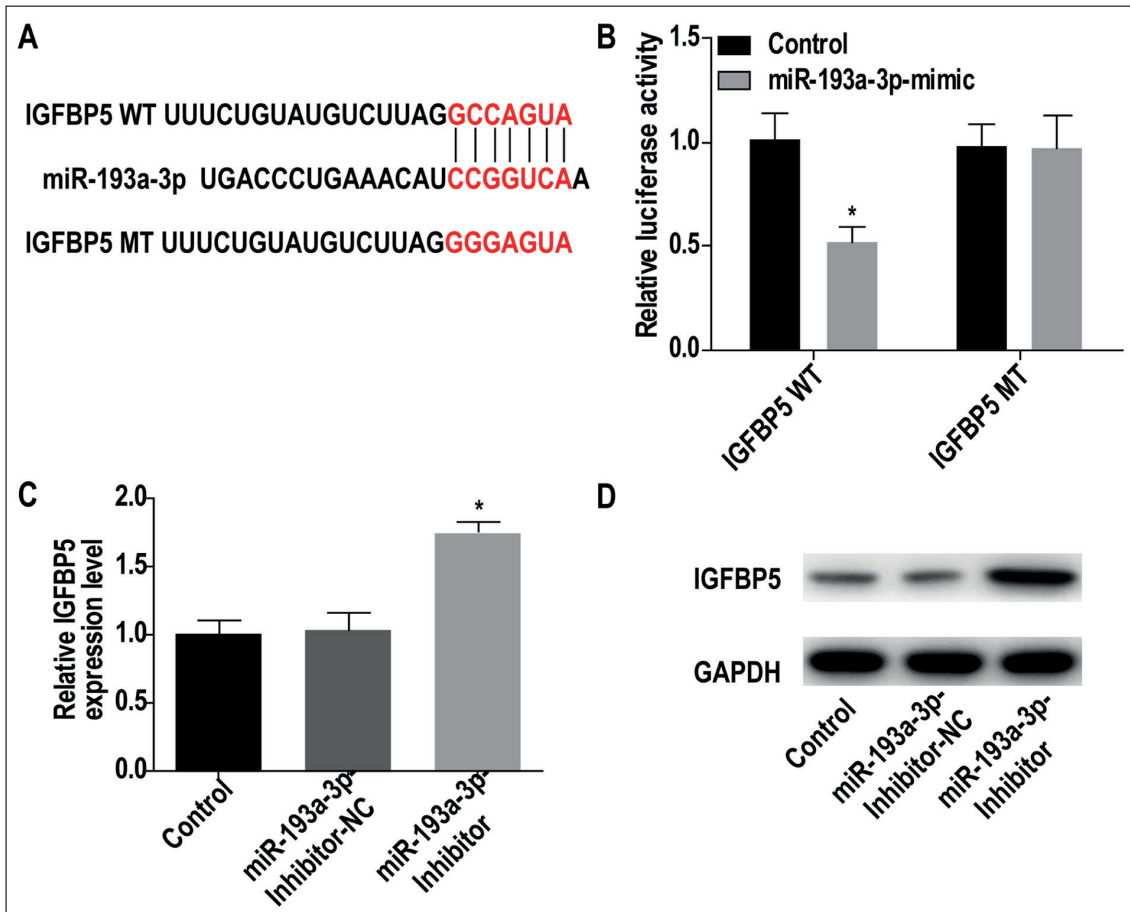 A
IGFBP5 WT UUUCUGUAUGUCUUAGGCCAGUA
miR-193a-3p UGACCCUGAAACAUCCGGUCAA
IGFBP5 MT UUUCUGUAUGUCUUAGGGGAGUA
B
Relative luciferase activity
1.5
1.0
0.5
0.0
Control
miR-193a-3p-mimic
*
IGFBP5 WT
IGFBP5 MT
C
Relative IGFBP5
expression level
2.0
1.5
1.0
0.5
0.0
*
Control
miR-193a-3p-
Inhibitor-NC
miR-193a-3p-
Inhibitor
D
IGFBP5
GAPDH
Control
miR-193a-3p-
Inhibitor-NC
miR-193a-3p-
Inhibitor